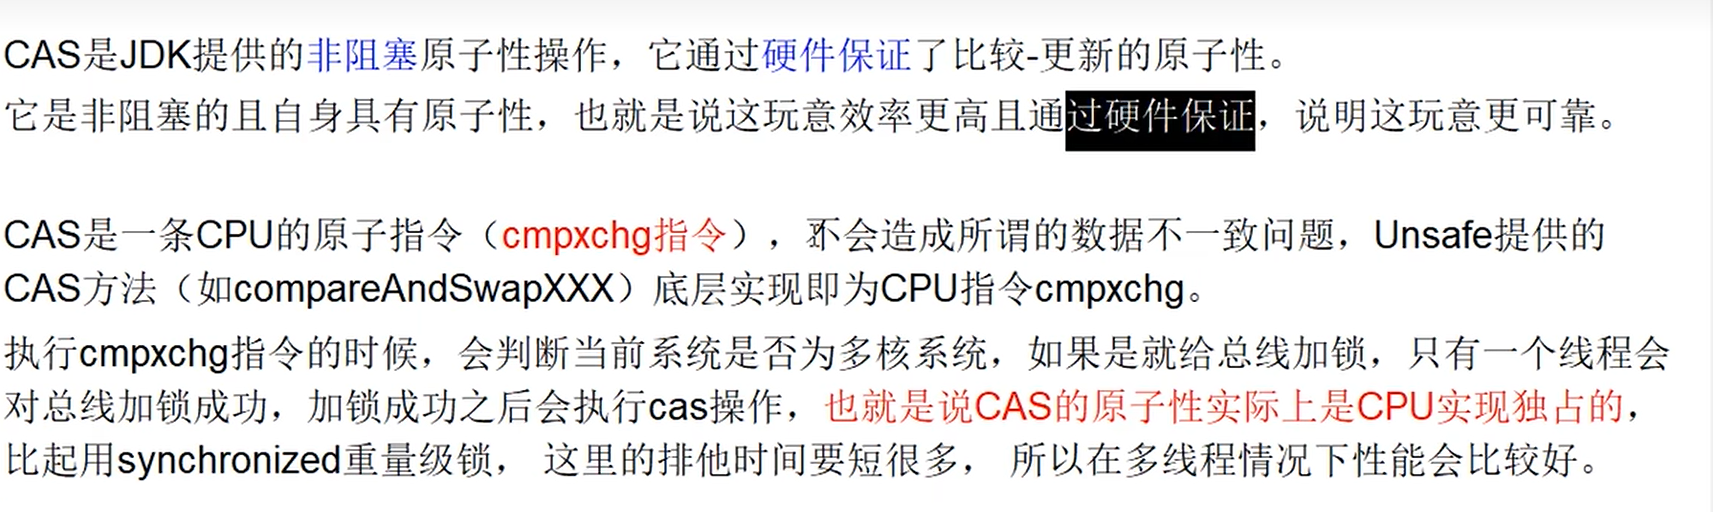 CAS是JDK提供的非阻塞原子性操作，它通过硬件保证了比较-更新的原子性。
它是非阻塞的且自身具有原子性，也就是说这玩意效率更高且通过硬件保证，说明这玩意更可靠。
CAS是一条CPU的原子指令（cmpxchg指令），不会造成所谓的数据不一致问题，Unsafe提供的
CAS方法（如compareAndSwapXXX）底层实现即为CPU指令cmpxchg。
执行cmpxchg指令的时候，会判断当前系统是否为多核系统，如果是就给总线加锁，只有一个线程会
对总线加锁成功，加锁成功之后会执行cas操作，也就是说CAS的原子性实际上是CPU实现独占的，
比起用synchronized重量级锁， 这里的排他时间要短很多， 所以在多线程情况下性能会比较好。